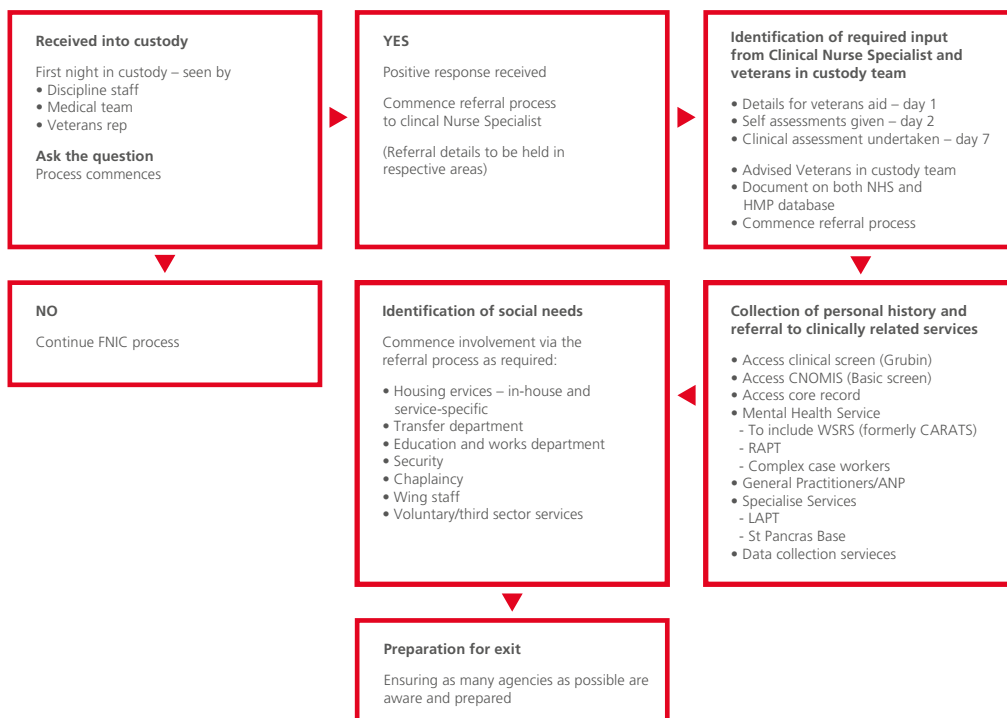 Received into custody
First night in custody – seen by
• Discipline staff
• Medical team
• Veterans rep
Ask the question
Process commences
YES
Positive response received
Commence referral process
to clincal Nurse Specialist
(Referral details to be held in
respective areas)
Identification of required input
from Clinical Nurse Specialist and
veterans in custody team
• Details for veterans aid – day 1
• Self assessments given – day 2
• Clinical assessment undertaken – day 7
• Advised Veterans in custody team
• Document on both NHS and
HMP database
• Commence referral process
NO
Continue FNIC process
Identification of social needs
Commence involvement via the
referral process as required:
• Housing ervices – in-house and
service-specific
• Transfer department
• Education and works department
• Security
• Chaplaincy
• Wing staff
• Voluntary/third sector services
Collection of personal history and
referral to clinically related services
• Access clinical screen (Grubin)
• Access CNOMIS (Basic screen)
• Access core record
• Mental Health Service
- To include WSRS (formerly CARATS)
- RAPT
- Complex case workers
• General Practitioners/ANP
• Specialise Services
- LAPT
- St Pancras Base
• Data collection servieces
Preparation for exit
Ensuring as many agencies as possible are
aware and prepared